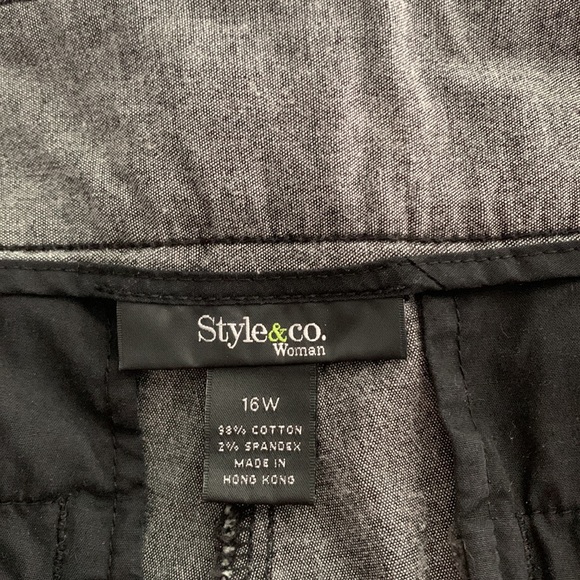 Style&co.
Woman
16W
98% COTTON
2% SPANDEX
MADE IN
HONG KONG